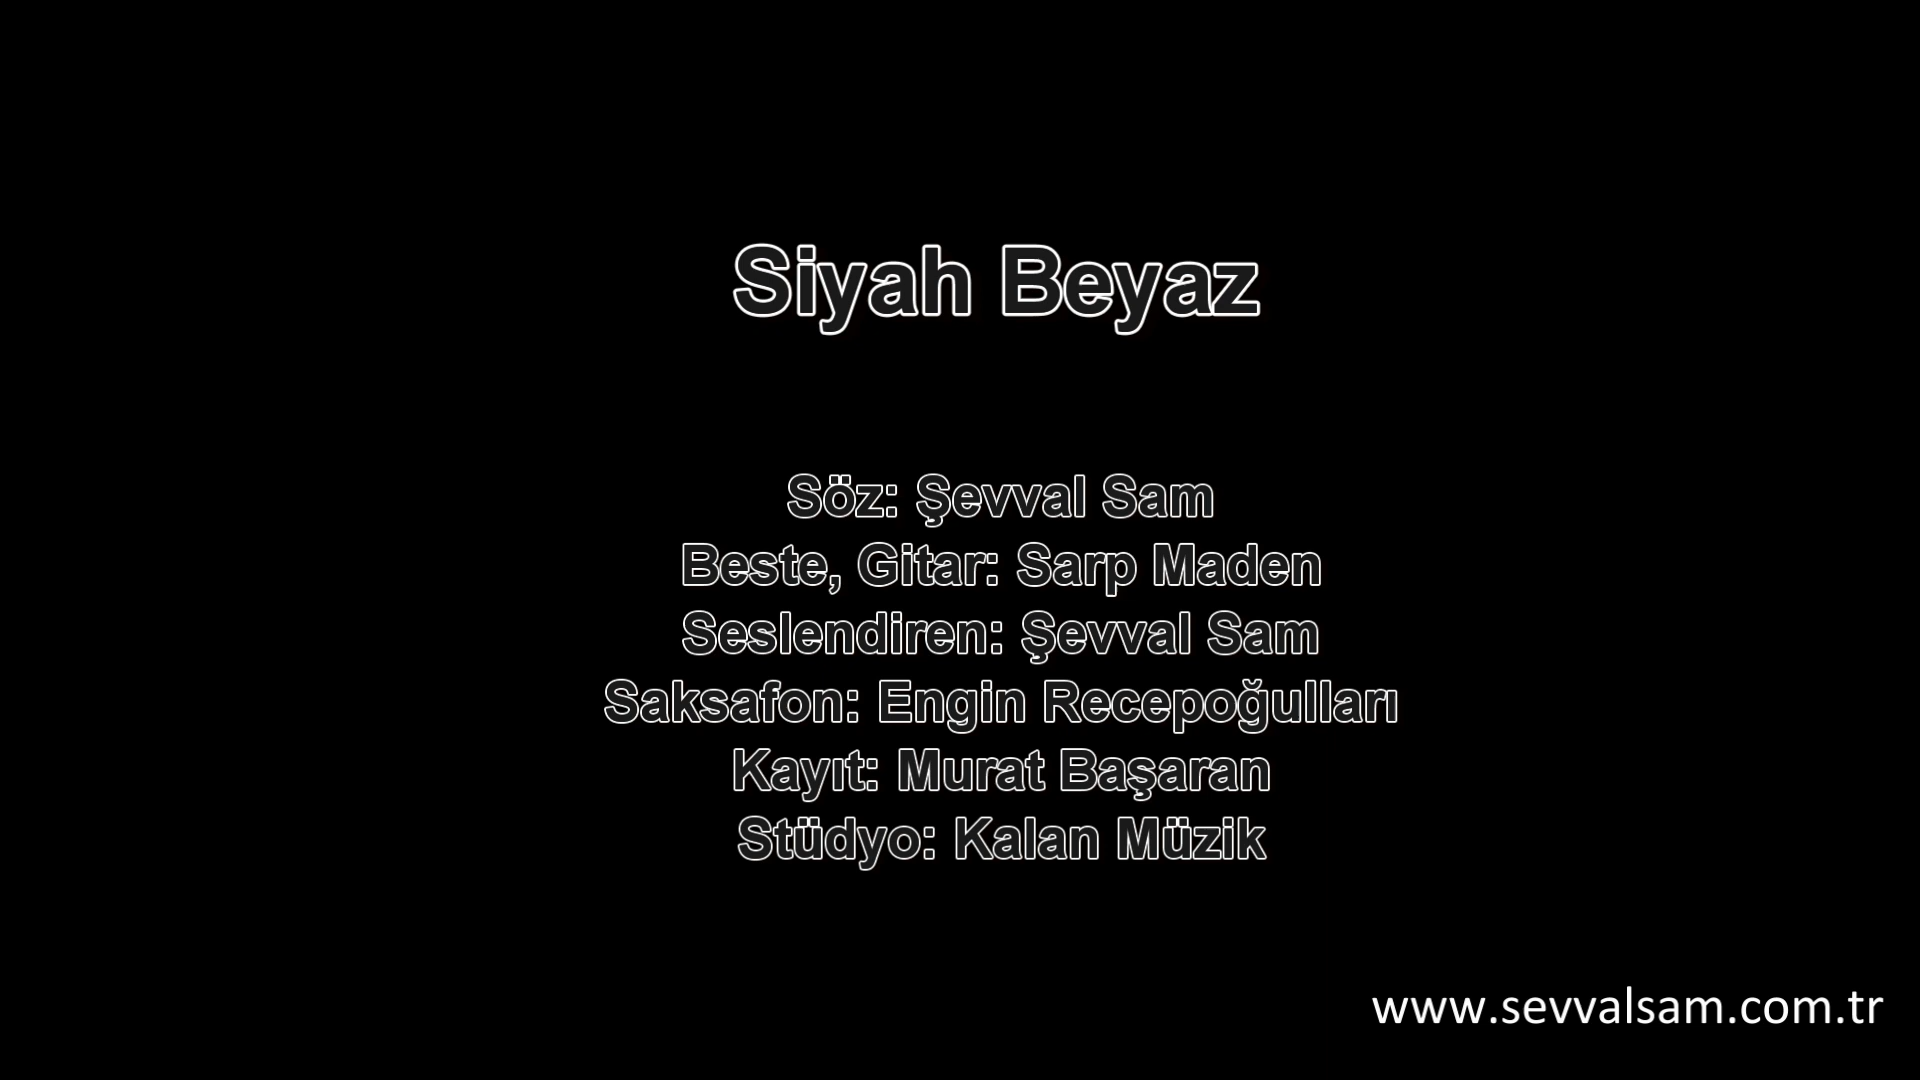 Siyah Beyaz
Söz: Şevval Sam
Beste, Gitar: Sarp Maden
Seslendiren: Şevval Sam
Saksafon: Engin Recepoğulları
Kayıt: Murat Başaran
Stüdyo: Kalan Müzik
www.sevvalsam.com.tr